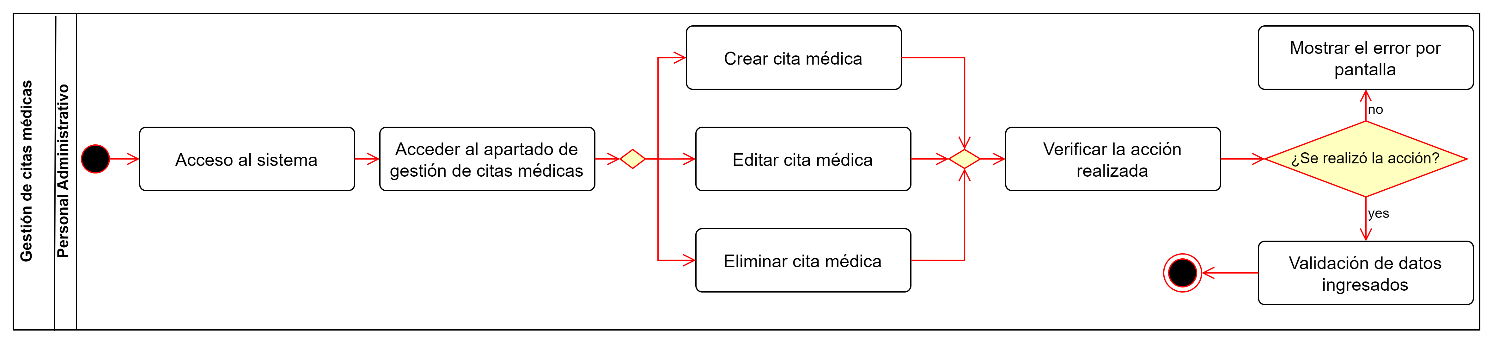 Gestión de citas médicas
Personal Administrativo
Acceso al sistema
Acceder al apartado de
gestión de citas médicas
Crear cita médica
Editar cita médica
Eliminar cita médica
Verificar la acción
realizada
¿Se realizó la acción?
no
Mostrar el error por
pantalla
yes
Validación de datos
ingresados